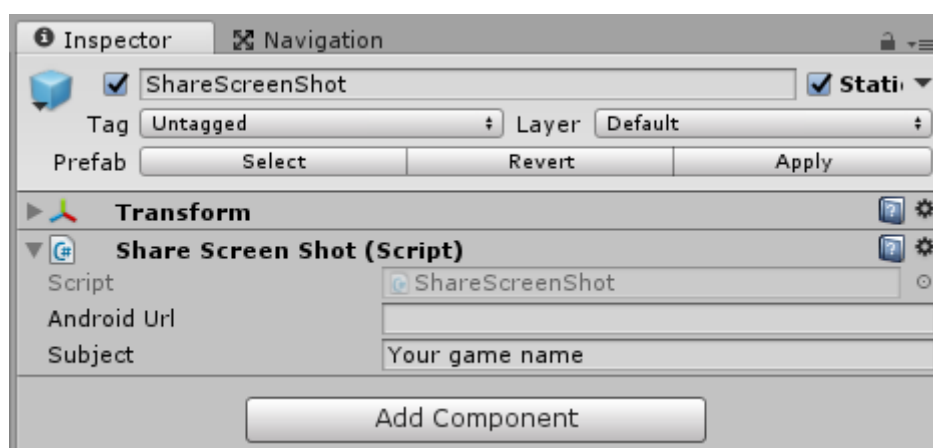 Inspector Navigation
ShareScreenShot Stati
Tag Untagged Layer Default
Prefab Select Revert Apply
Transform
Share Screen Shot (Script)
Script ShareScreenShot
Android Url
Subject Your game name
Add Component